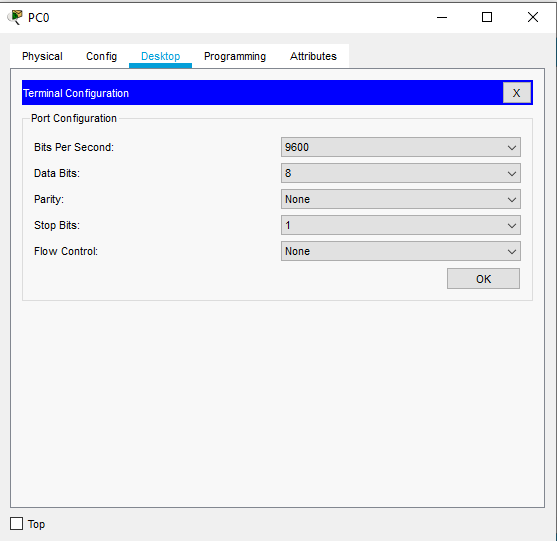 PC0
Physical Config Desktop Programming Attributes
Terminal Configuration X
Port Configuration
Bits Per Second: 9600
Data Bits: 8
Parity: None
Stop Bits: 1
Flow Control: None
OK
Top